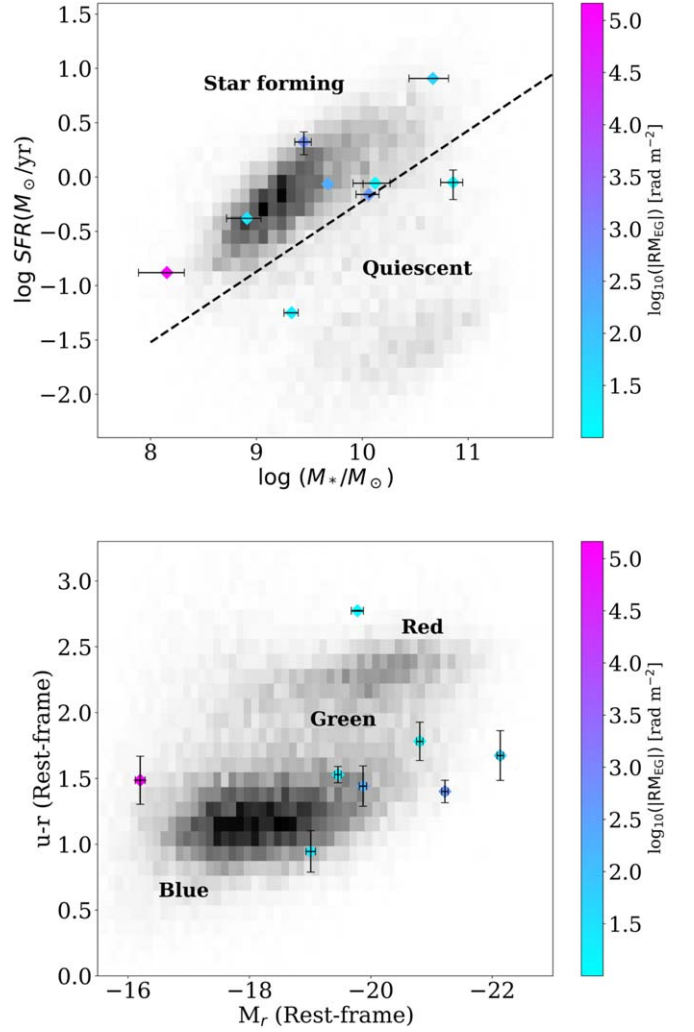 1.5
1.0
0.5
0.0
−0.5
−1.0
−1.5
−2.0
log SFR(M⊙/yr)
Star forming
Quiescent
8 9 10 11
log (M∗/M⊙)
5.0
4.5
4.0
3.5
3.0
2.5
2.0
1.5
log₁₀(|RM_EG|) [rad m⁻²]
3.0
2.5
2.0
1.5
1.0
0.5
0.0
u-r (Rest-frame)
Red
Green
Blue
−16 −18 −20 −22
Mᵣ (Rest-frame)
5.0
4.5
4.0
3.5
3.0
2.5
2.0
1.5
log₁₀(|RM_EG|) [rad m⁻²]